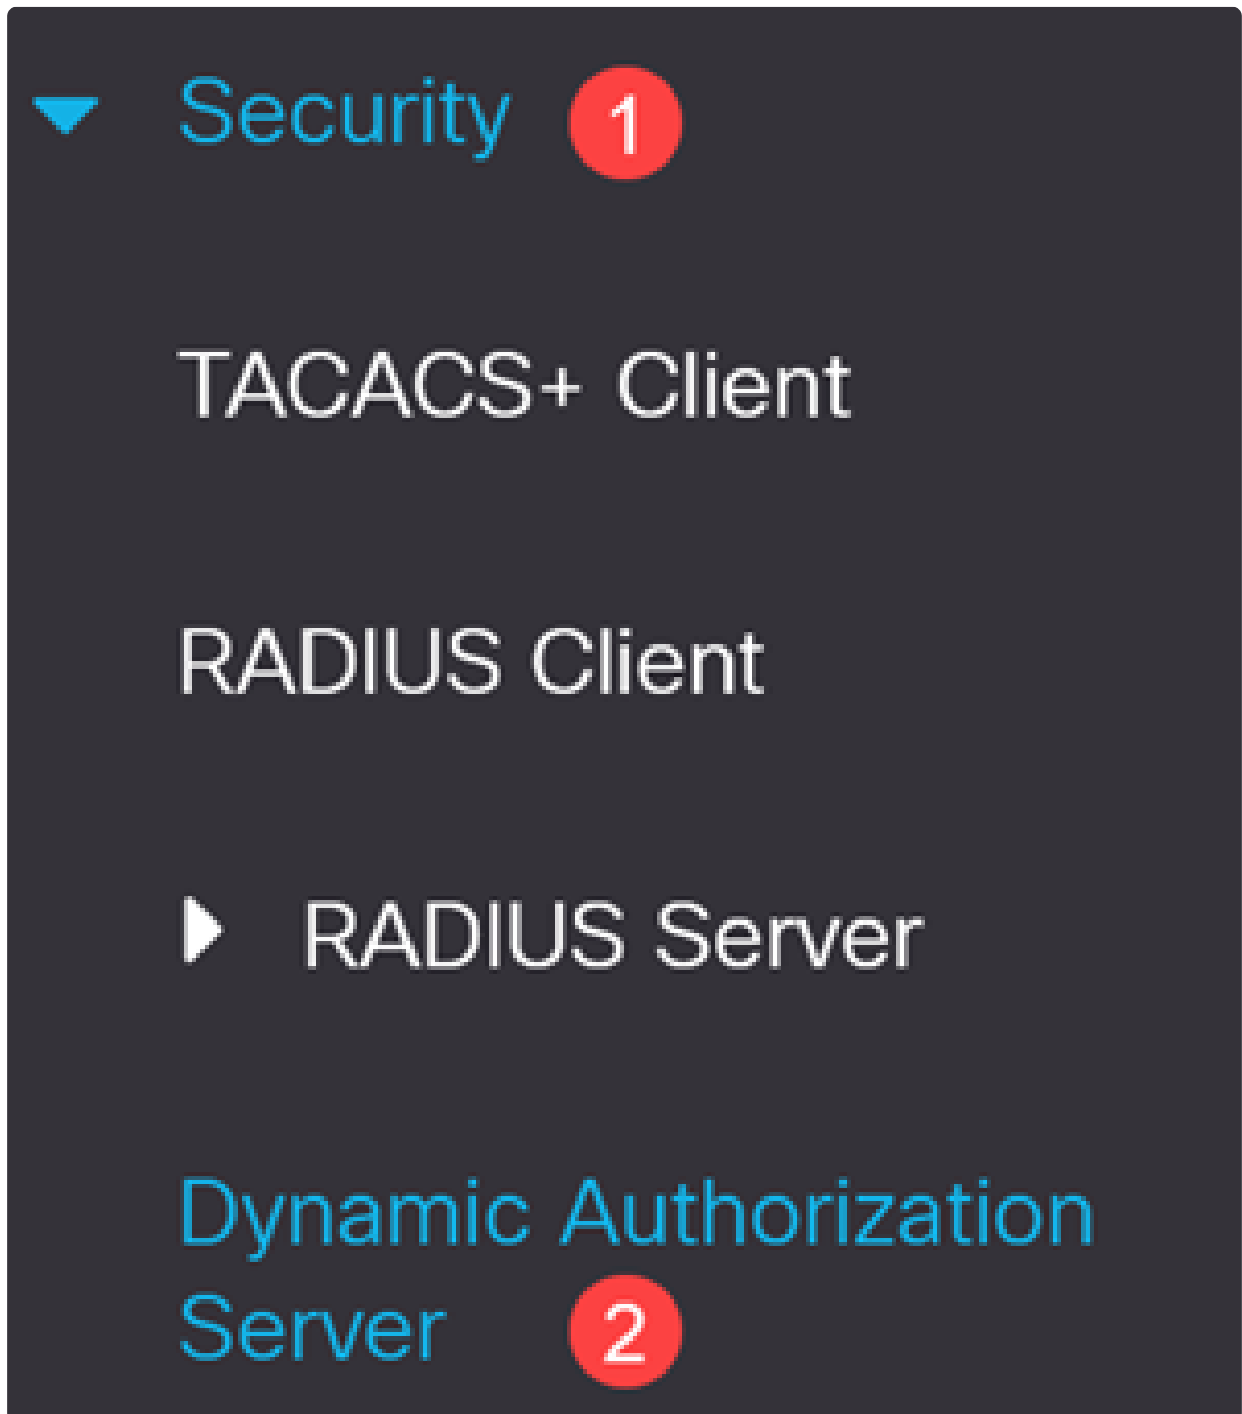 Security 1
TACACS+ Client
RADIUS Client
RADIUS Server
Dynamic Authorization
Server 2